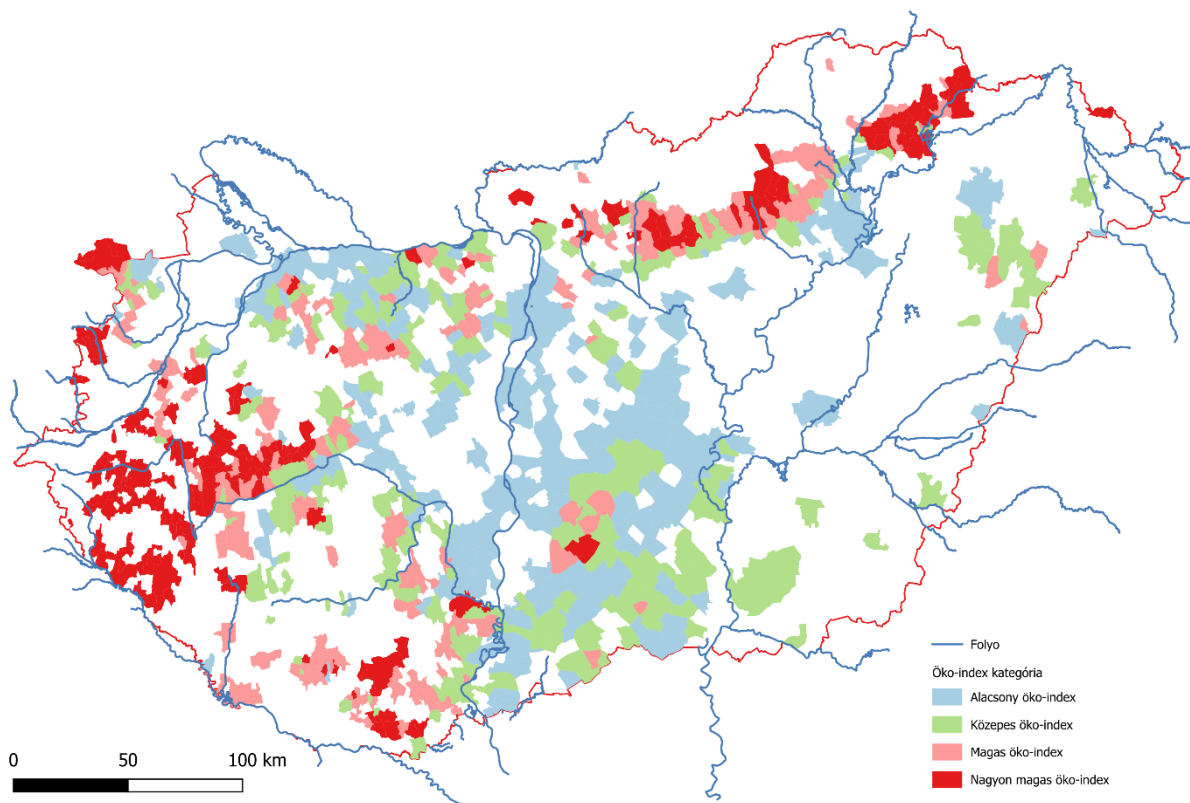 Folyo
Öko-index kategória
Alacsony öko-index
Közepes öko-index
Magas öko-index
Nagyon magas öko-index
0 50 100 km